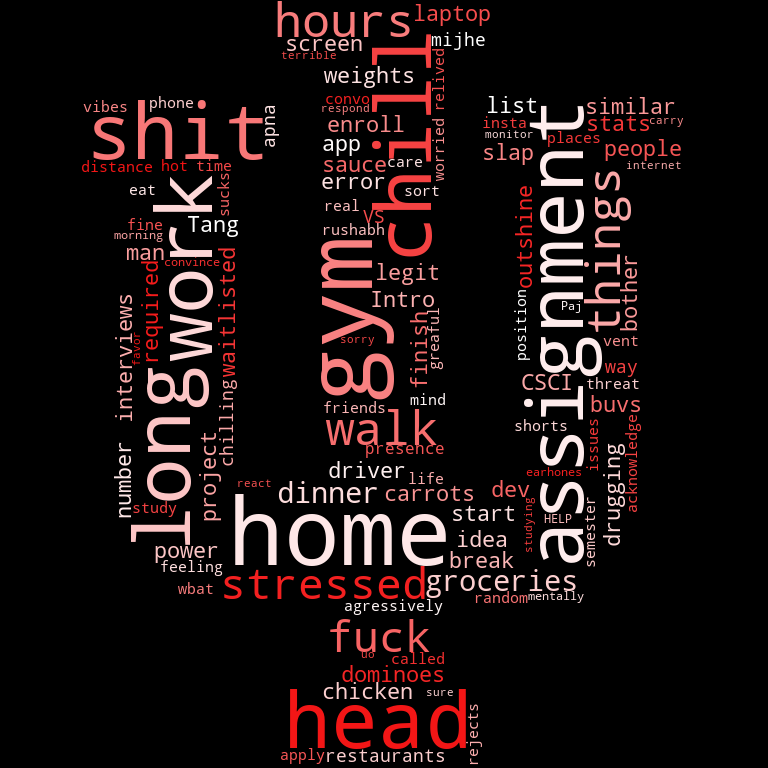 hours
laptop
screen
mijhe
terrible
chill
relived
weights
convo
respond
vibes
phone
shit
apna
enroll
app
worried
list
similar
insta
stats
carry
monitor
places
assignment
slap
people
internet
distance
hot
time
sauce
care
error
sort
eat
sucks
work
real
vs
rushabh
outshine
things
fine
Tang
morning
man
convince
gym
legit
Intro
bother
position
Paj
required
waitlisted
interviews
favor
sorry
finish
greaful
vent
way
CSCI
threat
long
chilling
friends
mind
buvs
walk
shorts
issues
acknowledge
presence
number
project
driver
life
earhones
drugging
react
dinner
carrots
dev
study
home
start
studying
HELP
semester
idea
power
feeling
break
wbat
stressed
groceries
random
mentally
agressively
fuck
uo
called
dominoes
chicken
sure
head
rejects
apply
restaurants